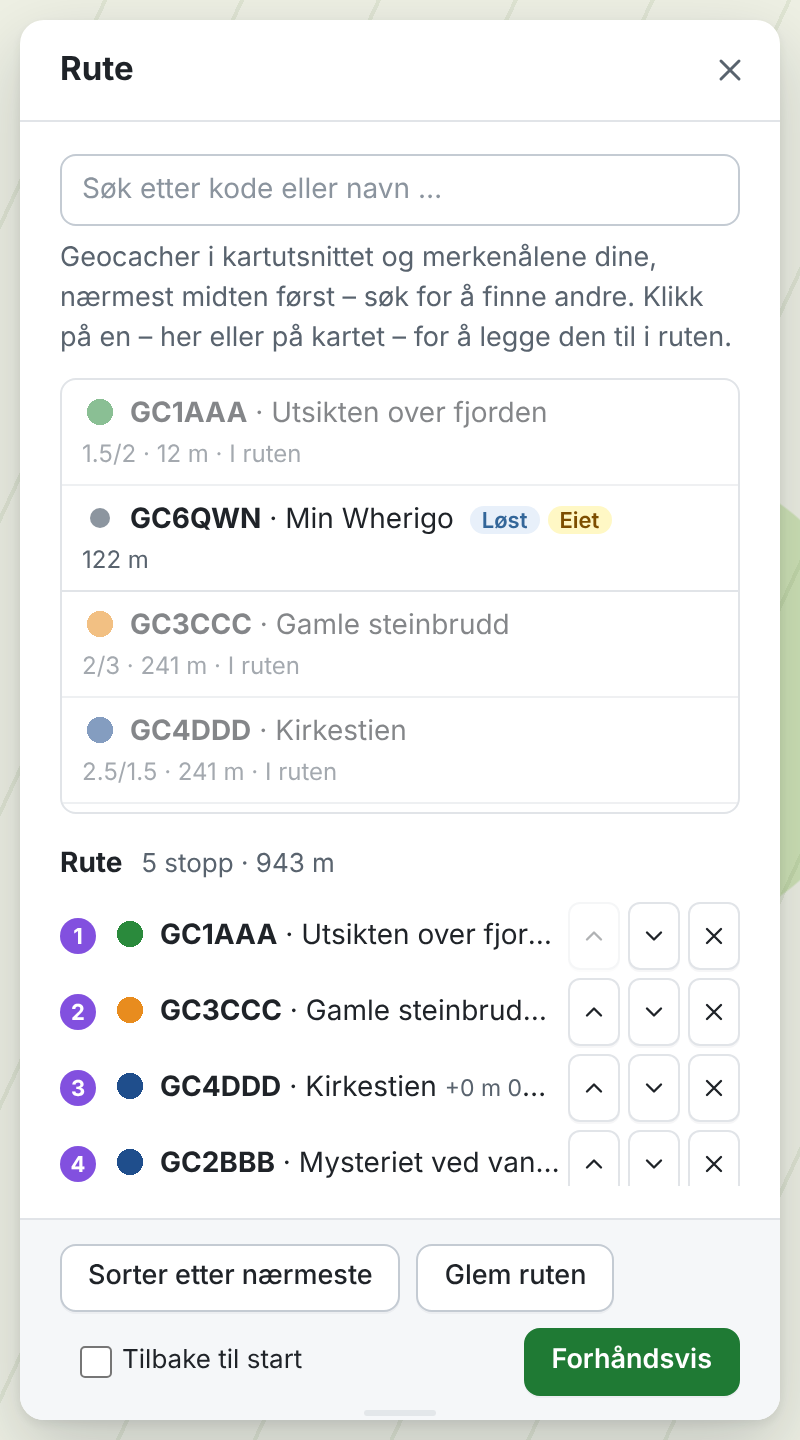 Rute
Søk etter kode eller navn ...
Geocacher i kartutsnittet og merkenålene dine,
nærmest midten først – søk for å finne andre. Klikk
på en – her eller på kartet – for å legge den til i ruten.
GC1AAA · Utsikten over fjorden
1.5/2 · 12 m · I ruten
GC6QWN · Min Wherigo Løst Eiet
122 m
GC3CCC · Gamle steinbrudd
2/3 · 241 m · I ruten
GC4DDD · Kirkestien
2.5/1.5 · 241 m · I ruten
Rute 5 stopp · 943 m
1 GC1AAA · Utsikten over fjor...
2 GC3CCC · Gamle steinbrud...
3 GC4DDD · Kirkestien +0 m 0...
4 GC2BBB · Mysteriet ved van...
Sorter etter nærmeste Glem ruten
Tilbake til start Forhåndsvis